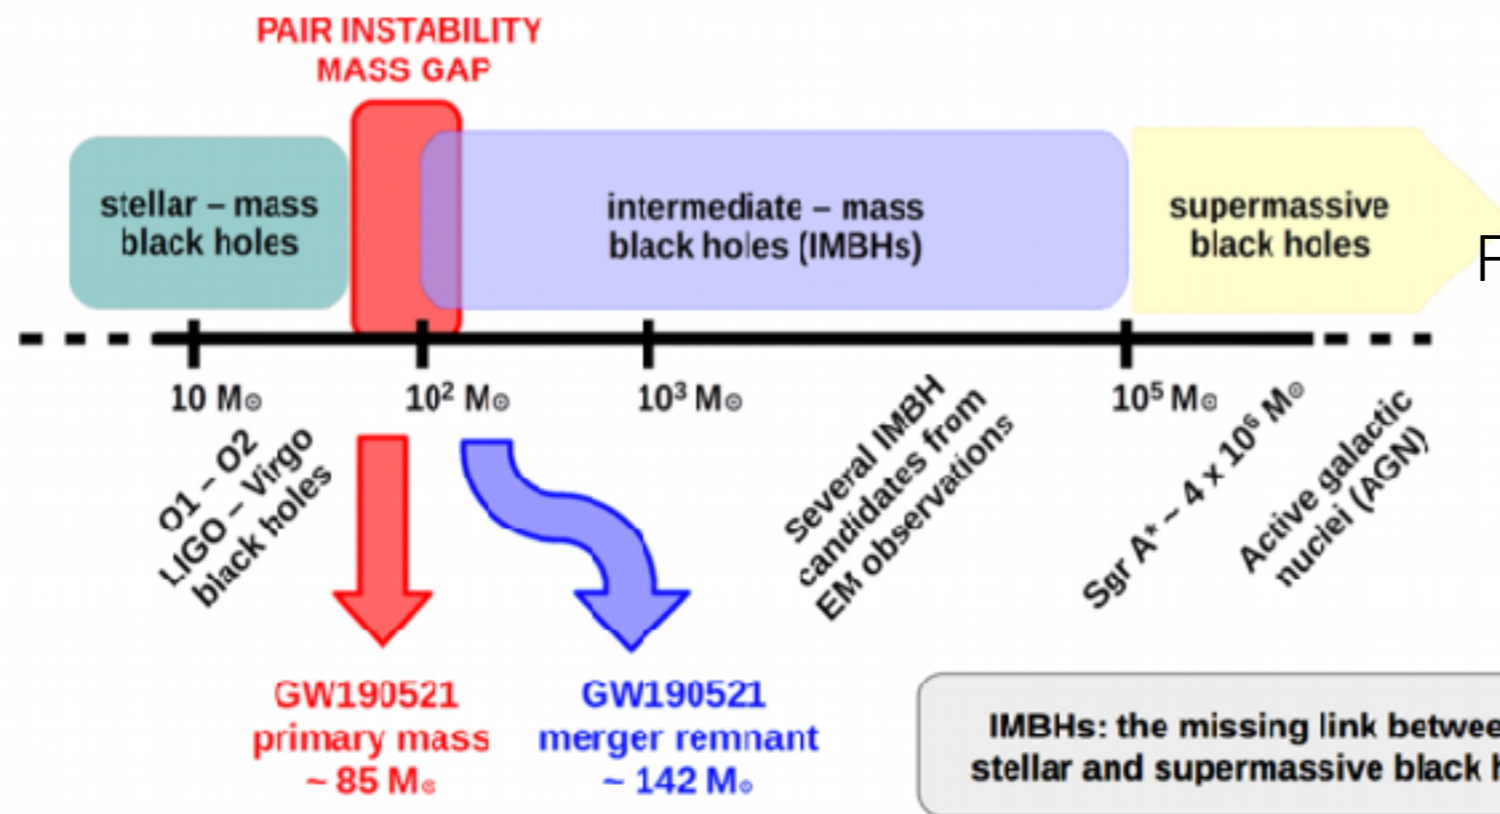 PAIR INSTABILITY
MASS GAP
stellar – mass
black holes
intermediate – mass
black holes (IMBHs)
supermassive
black holes
F
10 M☉
10² M☉
10³ M☉
10⁵ M☉
O1 – O2
LIGO – Virgo
black holes
Several IMBH
candidates from
EM observations
Sgr A* ~ 4 x 10⁶ M☉
Active galactic
nuclei (AGN)
GW190521
primary mass
~ 85 M☉
GW190521
merger remnant
~ 142 M☉
IMBHs: the missing link betwee
stellar and supermassive black h